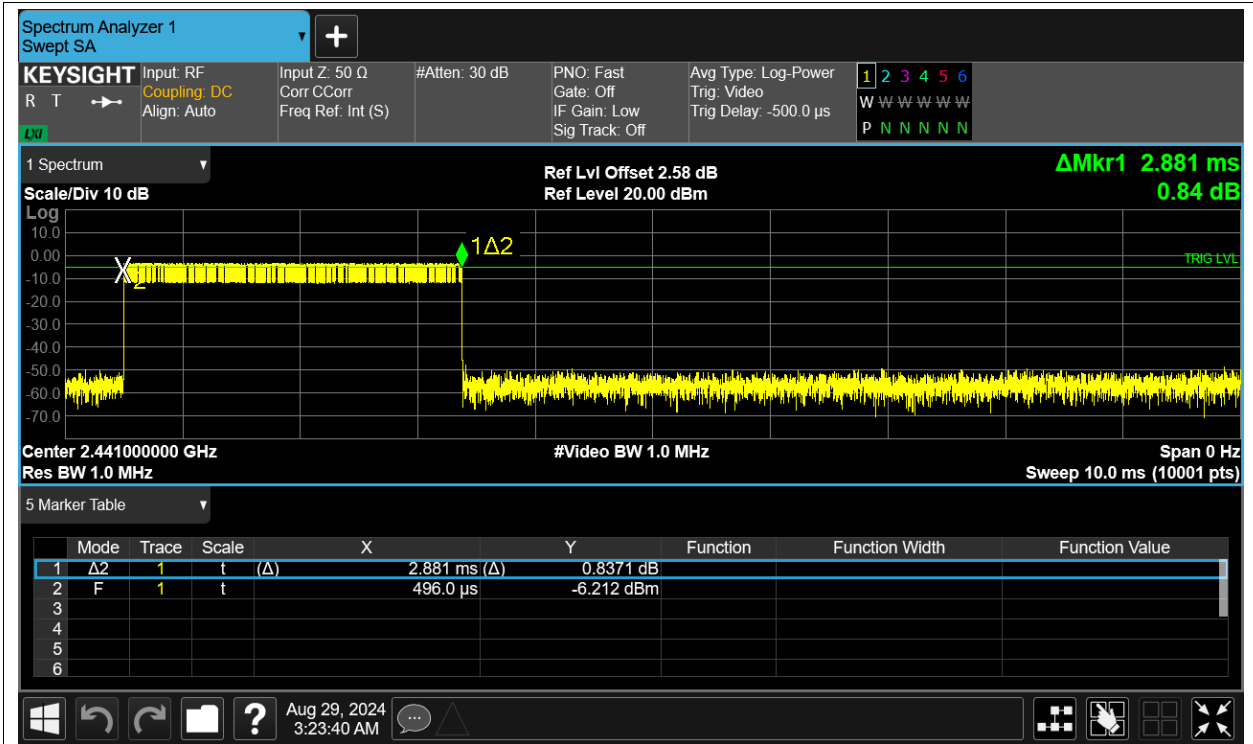 Spectrum Analyzer 1
Swept SA
KEYSIGHT
R T
LXI
Input: RF
Coupling: DC
Align: Auto
Input Z: 50 Ω
Corr CCorr
Freq Ref: Int (S)
#Atten: 30 dB
PNO: Fast
Gate: Off
IF Gain: Low
Sig Track: Off
Avg Type: Log-Power
Trig: Video
Trig Delay: -500.0 µs
1 2 3 4 5 6
W W W W W W
P N N N N N
1 Spectrum
Scale/Div 10 dB
Ref Lvl Offset 2.58 dB
Ref Level 20.00 dBm
ΔMkr1 2.881 ms
0.84 dB
Log
10.0
0.00
-10.0
-20.0
-30.0
-40.0
-50.0
-60.0
-70.0
X
2
1Δ2
TRIG LVL
Center 2.441000000 GHz
#Video BW 1.0 MHz
Span 0 Hz
Res BW 1.0 MHz
Sweep 10.0 ms (10001 pts)
5 Marker Table
Mode Trace Scale X Y Function Function Width Function Value
1 Δ2 1 t (Δ) 2.881 ms (Δ) 0.8371 dB
2 F 1 t 496.0 µs -6.212 dBm
3
4
5
6
?
Aug 29, 2024
3:23:40 AM